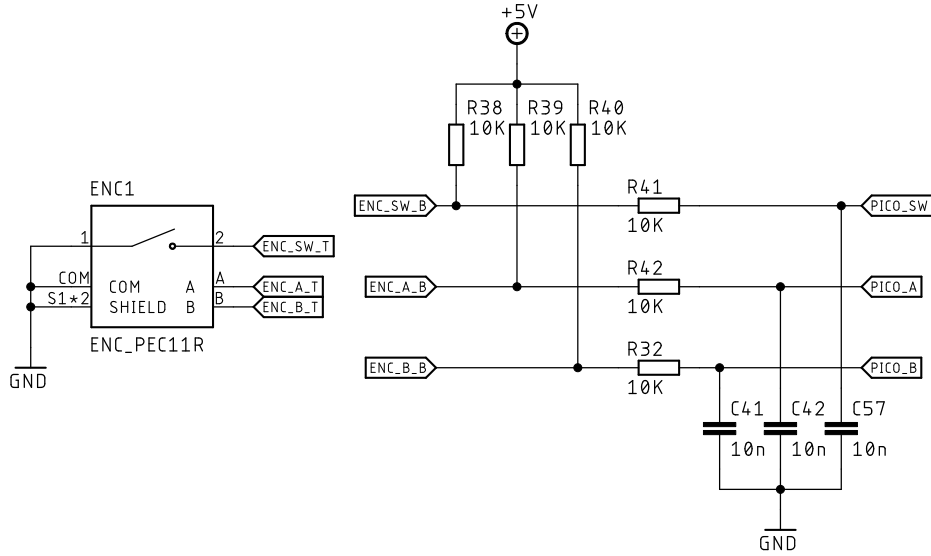 +5V
R38 R39 R40
10K 10K 10K
ENC1
R41
ENC_SW_B PICO_SW
10K
1 2
ENC_SW_T
R42
COM COM A A ENC_A_T
ENC_A_B PICO_A
S1*2 SHIELD B B ENC_B_T
10K
ENC_PEC11R
R32
ENC_B_B PICO_B
GND
10K
C41 C42 C57
10n 10n 10n
GND